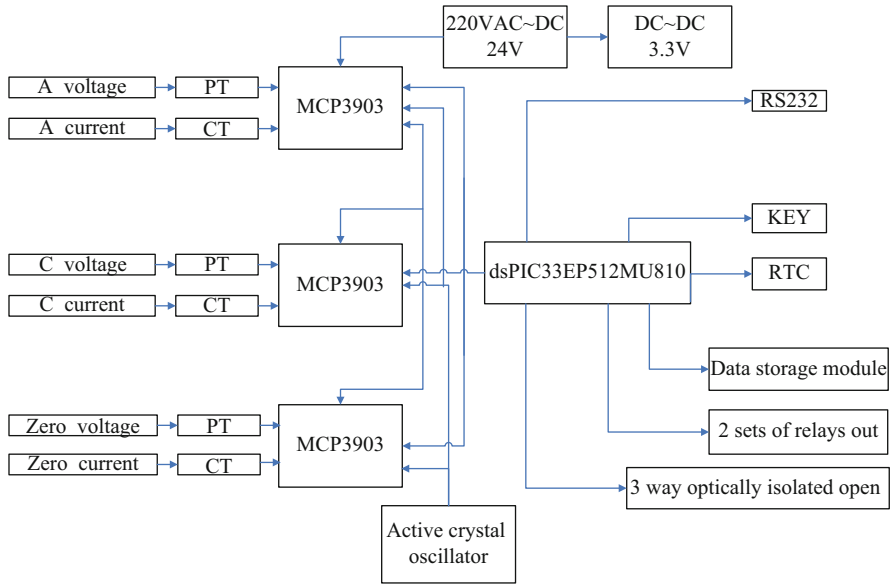 220VAC~DC
24V
DC~DC
3.3V
A voltage
PT
MCP3903
A current
CT
RS232
C voltage
PT
MCP3903
C current
CT
dsPIC33EP512MU810
KEY
RTC
Data storage module
Zero voltage
PT
MCP3903
Zero current
CT
2 sets of relays out
3 way optically isolated open
Active crystal
oscillator